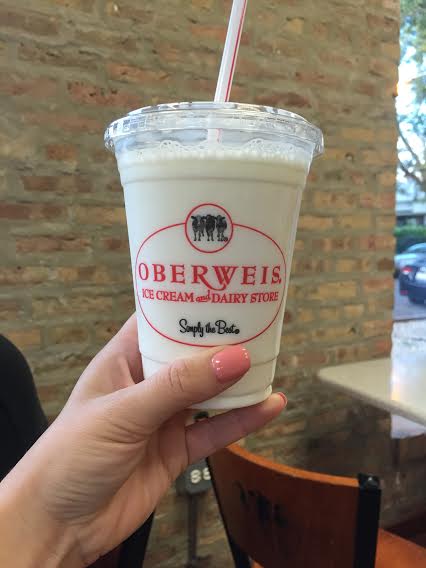 OBERWEIS
ICE CREAM and DAIRY STORE
Simply the Best